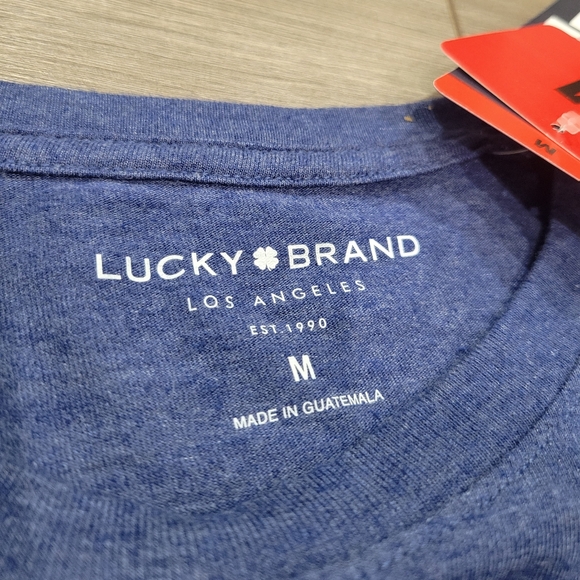 LUCKY BRAND
LOS ANGELES
EST. 1990
M
MADE IN GUATEMALA
M